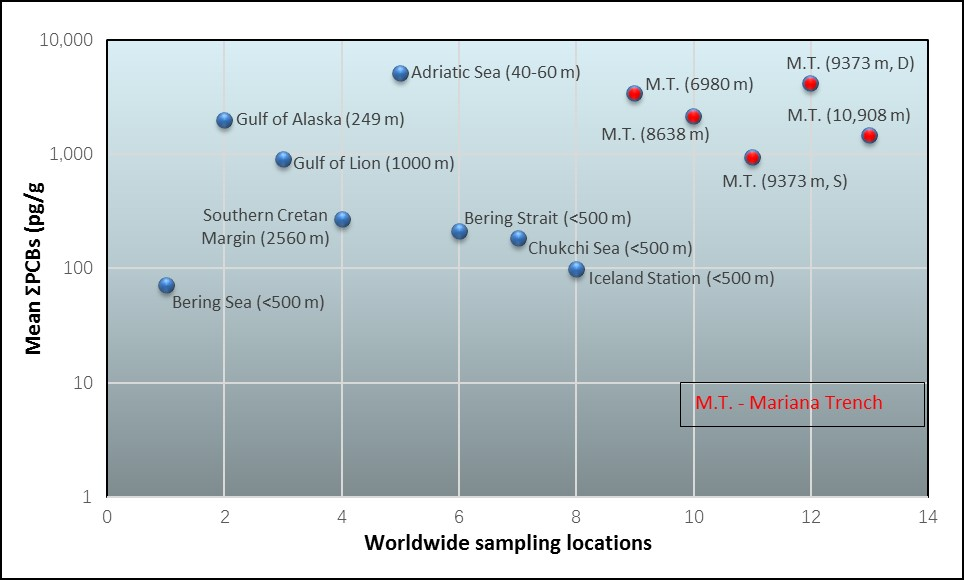 10,000
1,000
100
10
1
Mean ΣPCBs (pg/g
Adriatic Sea (40-60 m)
Gulf of Alaska (249 m)
Gulf of Lion (1000 m)
Southern Cretan
Margin (2560 m)
Bering Strait (<500 m)
Chukchi Sea (<500 m)
Iceland Station (<500 m)
Bering Sea (<500 m)
M.T. (9373 m, D)
M.T. (6980 m)
M.T. (10,908 m)
M.T. (8638 m)
M.T. (9373 m, S)
M.T. - Mariana Trench
0 2 4 6 8 10 12 14
Worldwide sampling locations